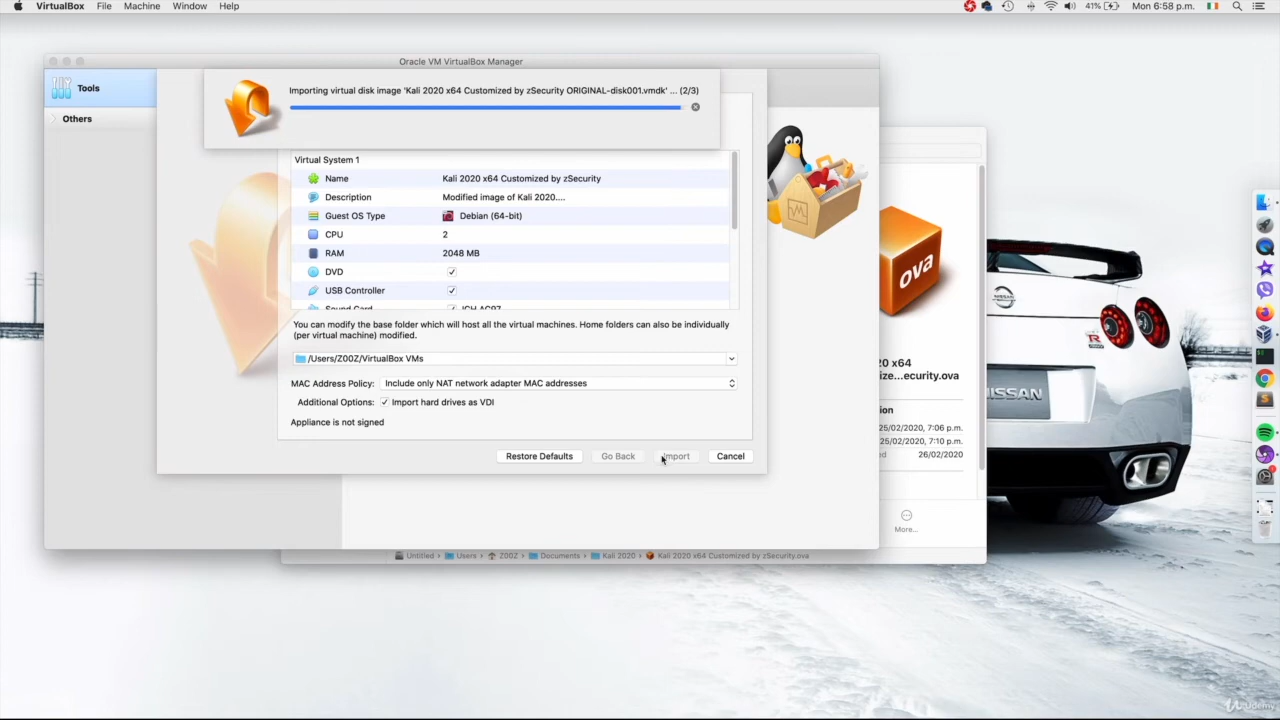 VirtualBox File Machine Window Help
41% Mon 6:58 p.m.
Oracle VM VirtualBox Manager
Tools
Others
Importing virtual disk image 'Kali 2020 x64 Customized by zSecurity ORIGINAL-disk001.vmdk' ... (2/3)
Virtual System 1
Name Kali 2020 x64 Customized by zSecurity
Description Modified image of Kali 2020....
Guest OS Type Debian (64-bit)
CPU 2
RAM 2048 MB
DVD
USB Controller
Sound Card ICH AC97
You can modify the base folder which will host all the virtual machines. Home folders can also be individually
(per virtual machine) modified.
/Users/Z00Z/VirtualBox VMs
MAC Address Policy: Include only NAT network adapter MAC addresses
Additional Options: Import hard drives as VDI
Appliance is not signed
Restore Defaults Go Back Import Cancel
ova
0 x64
ize...ecurity.ova
ion
25/02/2020, 7:06 p.m.
25/02/2020, 7:10 p.m.
ed 26/02/2020
More...
Untitled › Users › Z00Z › Documents › Kali 2020 › Kali 2020 x64 Customized by zSecurity.ova
NISSAN
Udemy